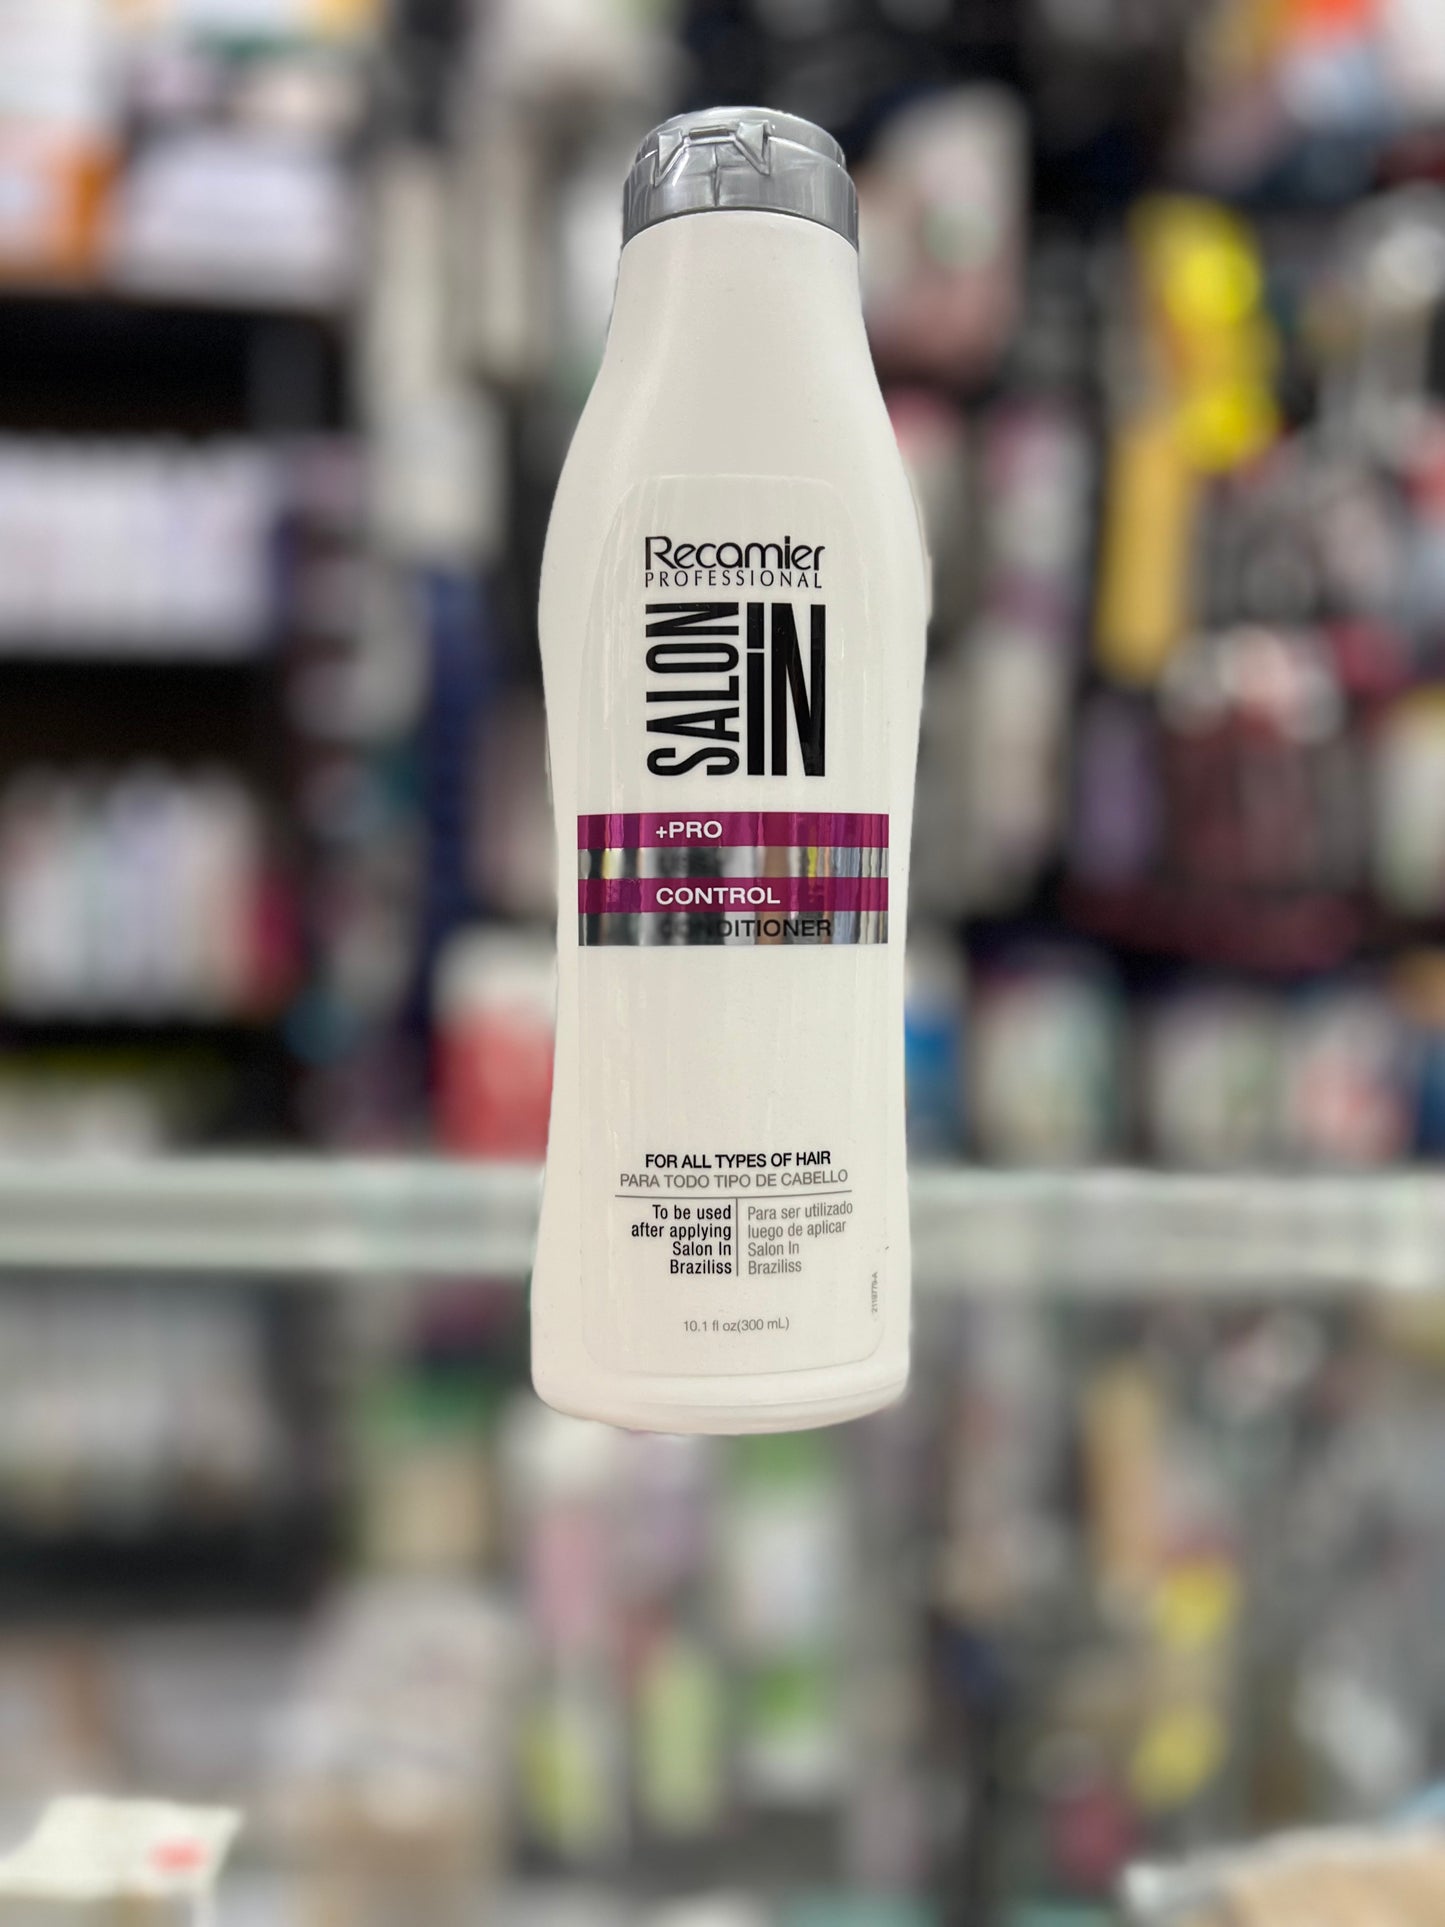 Recamier
PROFESSIONAL
SALON
IN
+PRO
CONTROL
CONDITIONER
FOR ALL TYPES OF HAIR
PARA TODO TIPO DE CABELLO
To be used
after applying
Salon In
Braziliss
Para ser utilizado
luego de aplicar
Salon In
Braziliss
10.1 fl oz(300 mL)